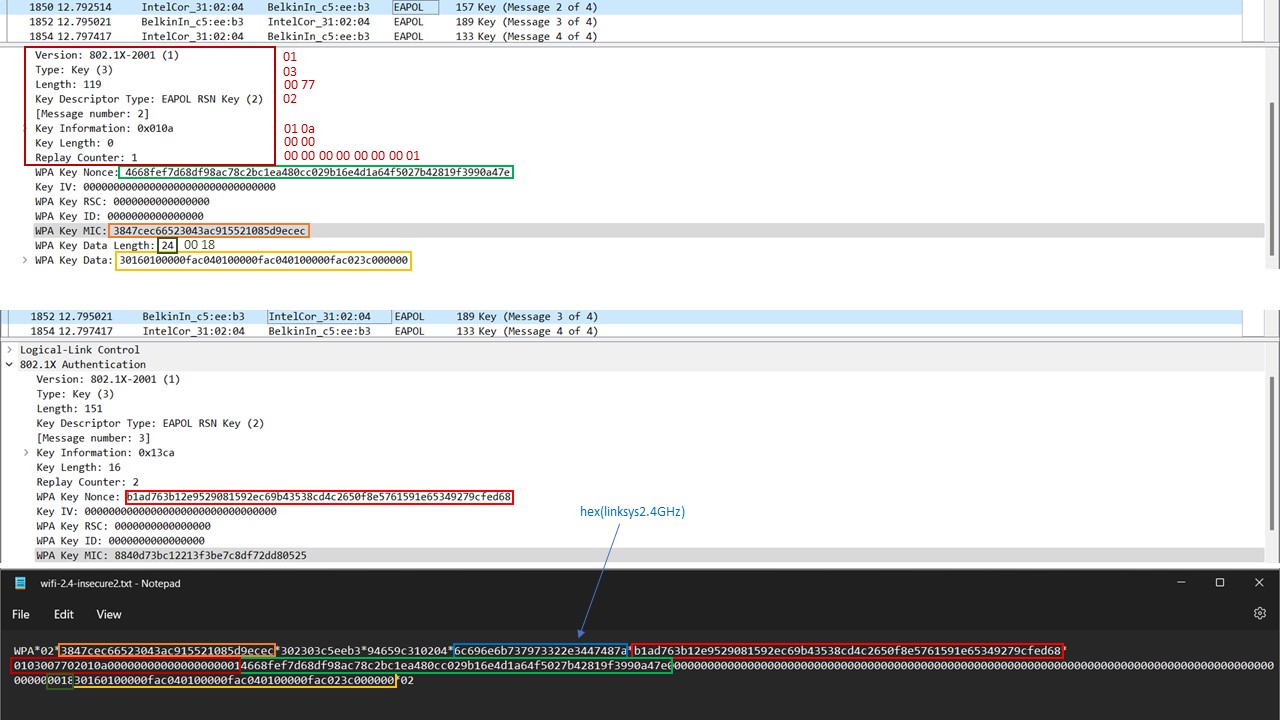 1850 12.792514 IntelCor_31:02:04 BelkinIn_c5:ee:b3 EAPOL 157 Key (Message 2 of 4)
1852 12.795021 BelkinIn_c5:ee:b3 IntelCor_31:02:04 EAPOL 189 Key (Message 3 of 4)
1854 12.797417 IntelCor_31:02:04 BelkinIn_c5:ee:b3 EAPOL 133 Key (Message 4 of 4)
Version: 802.1X-2001 (1) 01
Type: Key (3) 03
Length: 119 00 77
Key Descriptor Type: EAPOL RSN Key (2) 02
[Message number: 2]
Key Information: 0x010a 01 0a
Key Length: 0 00 00
Replay Counter: 1 00 00 00 00 00 00 00 01
WPA Key Nonce: 4668fef7d68df98ac78c2bc1ea480cc029b16e4d1a64f5027b42819f3990a47e
Key IV: 00000000000000000000000000000000
WPA Key RSC: 0000000000000000
WPA Key ID: 0000000000000000
WPA Key MIC: 3847cec66523043ac915521085d9ecec
WPA Key Data Length: 24 00 18
WPA Key Data: 30160100000fac040100000fac040100000fac023c000000
1852 12.795021 BelkinIn_c5:ee:b3 IntelCor_31:02:04 EAPOL 189 Key (Message 3 of 4)
1854 12.797417 IntelCor_31:02:04 BelkinIn_c5:ee:b3 EAPOL 133 Key (Message 4 of 4)
Logical-Link Control
802.1X Authentication
Version: 802.1X-2001 (1)
Type: Key (3)
Length: 151
Key Descriptor Type: EAPOL RSN Key (2)
[Message number: 3]
Key Information: 0x13ca
Key Length: 16
Replay Counter: 2
WPA Key Nonce: b1ad763b12e9529081592ec69b43538cd4c2650f8e5761591e65349279cfed68
Key IV: 00000000000000000000000000000000
WPA Key RSC: 0000000000000000
WPA Key ID: 0000000000000000
WPA Key MIC: 8840d73bc12213f3be7c8df72dd80525
hex(linksys2.4GHz)
wifi-2.4-insecure2.txt - Notepad
File Edit View
WPA*02*3847cec66523043ac915521085d9ecec*302303c5eeb3*94659c310204*6c696e6b737973322e3447487a*b1ad763b12e9529081592ec69b43538cd4c2650f8e5761591e65349279cfed68*
0103007702010a000000000000000000014668fef7d68df98ac78c2bc1ea480cc029b16e4d1a64f5027b42819f3990a47e000000000000000000000000000000000000000000000000000000000000000000000000000000000000000000
000000001830160100000fac040100000fac040100000fac023c000000*02